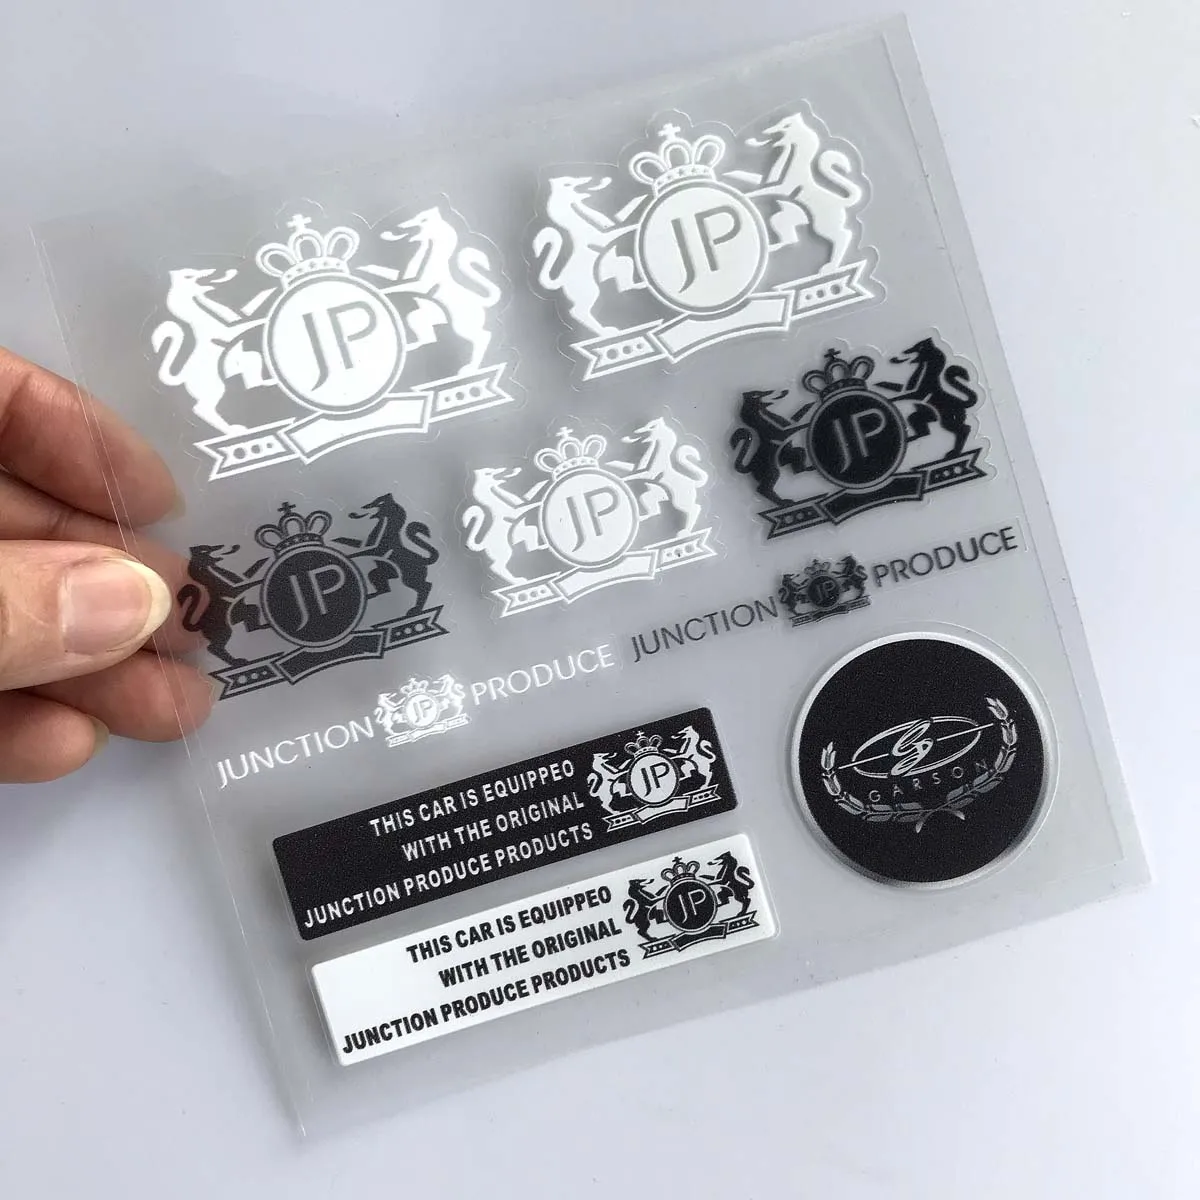 JP
JP
JP
JP
JP
JUNCTION JP PRODUCE
JUNCTION JP PRODUCE
THIS CAR IS EQUIPPEO
WITH THE ORIGINAL
JUNCTION PRODUCE PRODUCTS
JP
GARSON
THIS CAR IS EQUIPPEO
WITH THE ORIGINAL
JUNCTION PRODUCE PRODUCTS
JP